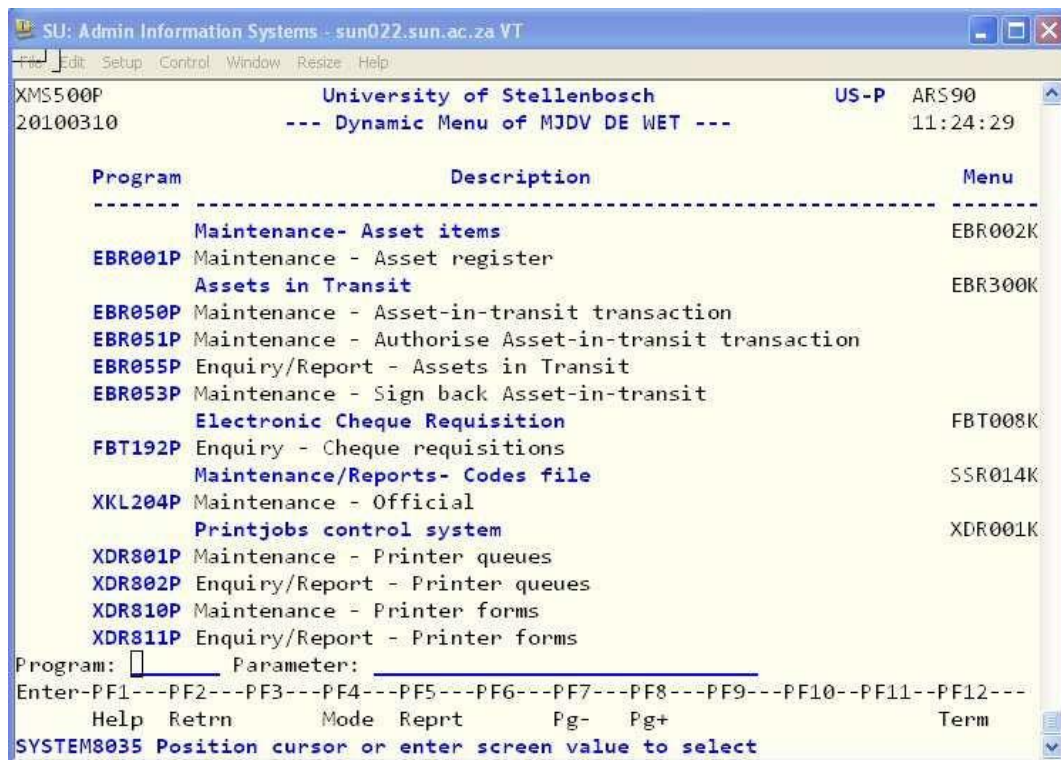 SU: Admin Information Systems - sun022.sun.ac.za VT
File Edit Setup Control Window Resize Help
XMS500P University of Stellenbosch US-P ARS90
20100310 --- Dynamic Menu of MJDV DE WET --- 11:24:29
Program Description Menu
------- ---------------------------------------------------------- -------
Maintenance- Asset items EBR002K
EBR001P Maintenance - Asset register
Assets in Transit EBR300K
EBR050P Maintenance - Asset-in-transit transaction
EBR051P Maintenance - Authorise Asset-in-transit transaction
EBR055P Enquiry/Report - Assets in Transit
EBR053P Maintenance - Sign back Asset-in-transit
Electronic Cheque Requisition FBT008K
FBT192P Enquiry - Cheque requisitions
Maintenance/Reports- Codes file SSR014K
XKL204P Maintenance - Official
Printjobs control system XDR001K
XDR801P Maintenance - Printer queues
XDR802P Enquiry/Report - Printer queues
XDR810P Maintenance - Printer forms
XDR811P Enquiry/Report - Printer forms
Program: Parameter:
Enter-PF1---PF2---PF3---PF4---PF5---PF6---PF7---PF8---PF9---PF10--PF11--PF12---
Help Retrn Mode Reprt Pg- Pg+ Term
SYSTEM8035 Position cursor or enter screen value to select